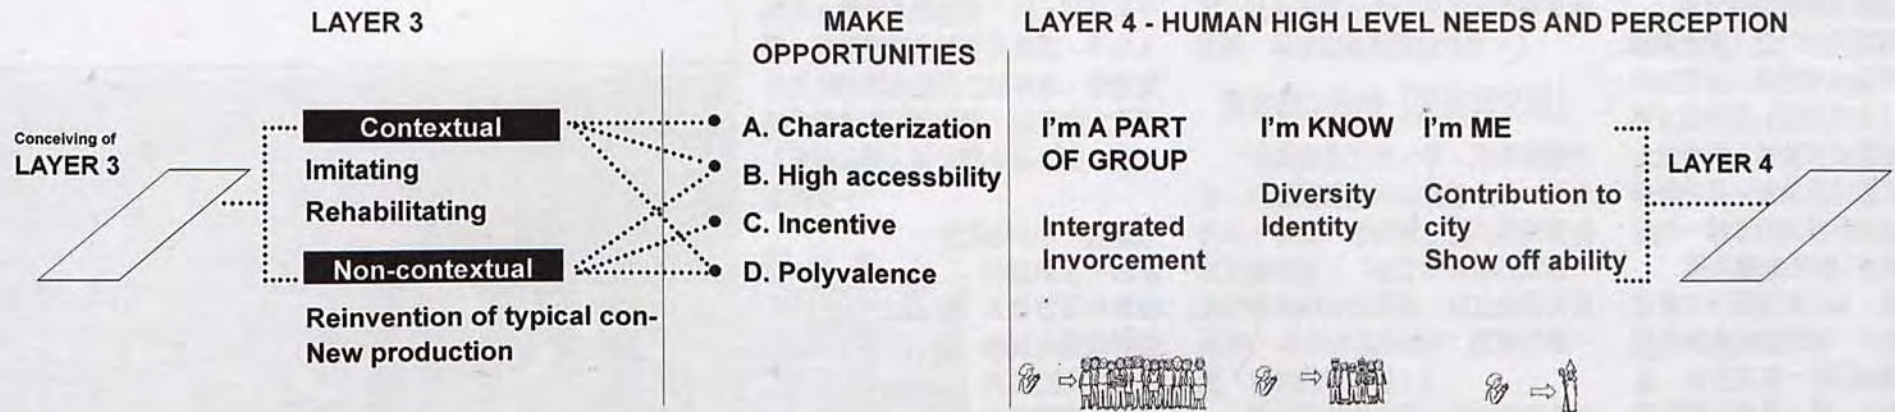 LAYER 3
Conceiving of
LAYER 3
Contextual
Imitating
Rehabilitating
Non-contextual
Reinvention of typical con-
New production
MAKE
OPPORTUNITIES
A. Characterization
B. High accessbility
C. Incentive
D. Polyvalence
LAYER 4 - HUMAN HIGH LEVEL NEEDS AND PERCEPTION
I'm A PART
OF GROUP
Intergrated
Invorcement
I'm KNOW
Diversity
Identity
I'm ME
Contribution to
city
Show off ability
LAYER 4